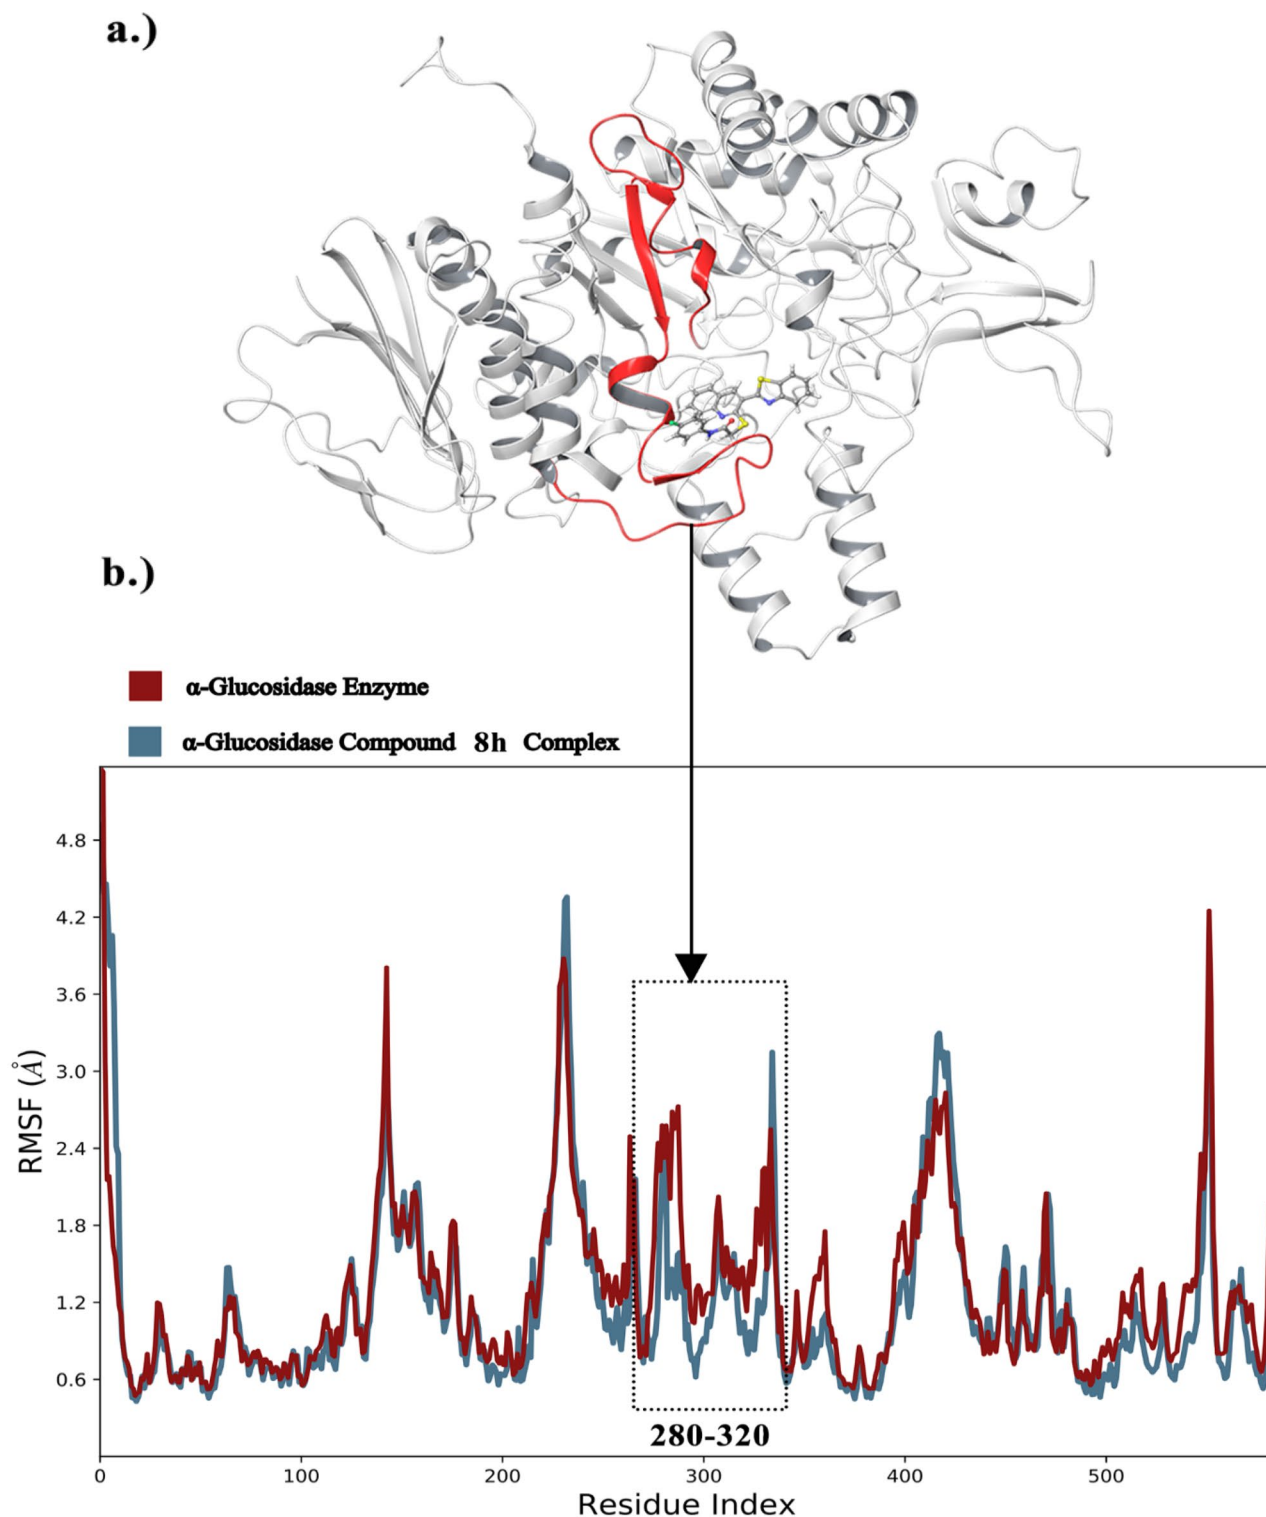 a.)
b.)
α-Glucosidase Enzyme
α-Glucosidase Compound 8h Complex
4.8
4.2
3.6
3.0
2.4
1.8
1.2
0.6
RMSF (Å)
280-320
0 100 200 300 400 500
Residue Index